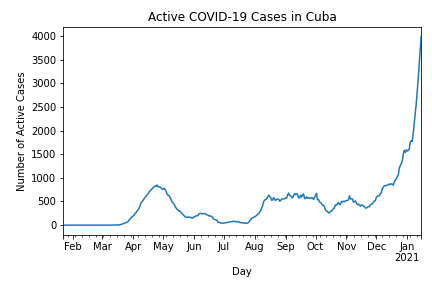 Active COVID-19 Cases in Cuba
Number of Active Cases
4000
3500
3000
2500
2000
1500
1000
500
0
Feb Mar Apr May Jun Jul Aug Sep Oct Nov Dec Jan
2021
Day